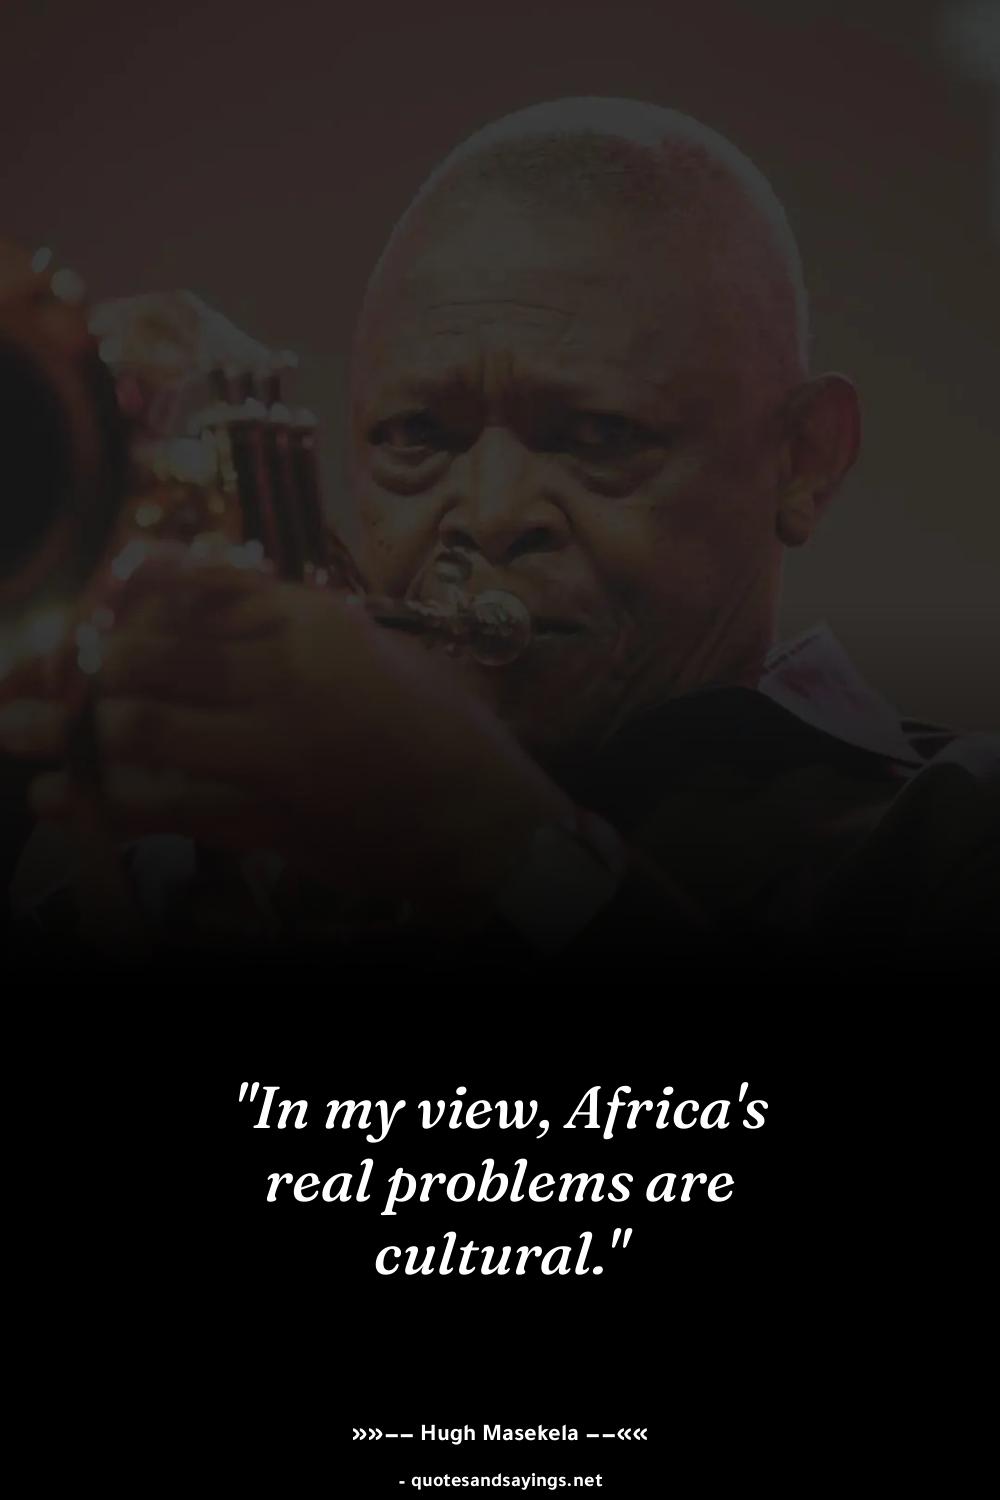 "In my view, Africa's
real problems are
cultural."
»»–– Hugh Masekela ––««
- quotesandsayings.net